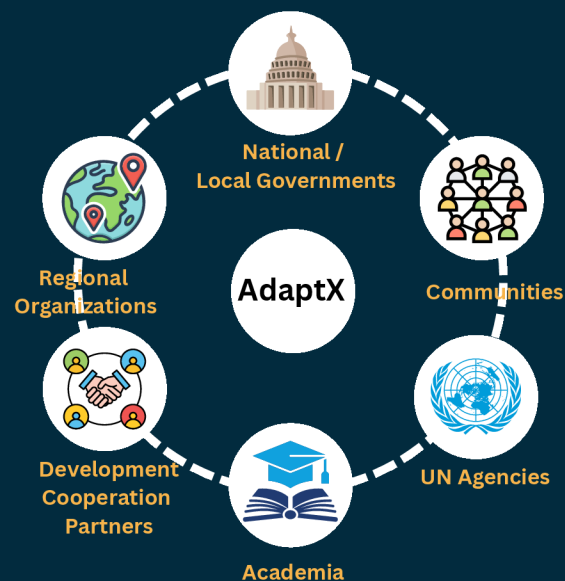 National /
Local Governments
Regional
Organizations
AdaptX
Communities
Development
Cooperation
Partners
UN Agencies
Academia